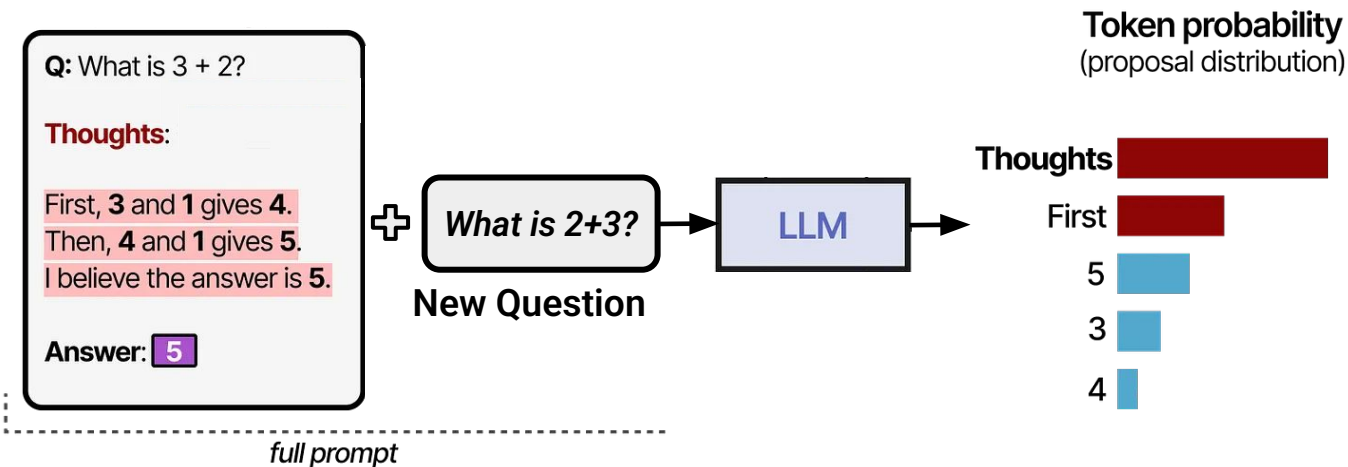 Token probability
(proposal distribution)
Q: What is 3 + 2?
Thoughts:
First, 3 and 1 gives 4.
Then, 4 and 1 gives 5.
I believe the answer is 5.
Answer: 5
What is 2+3?
New Question
LLM
Thoughts
First
5
3
4
full prompt